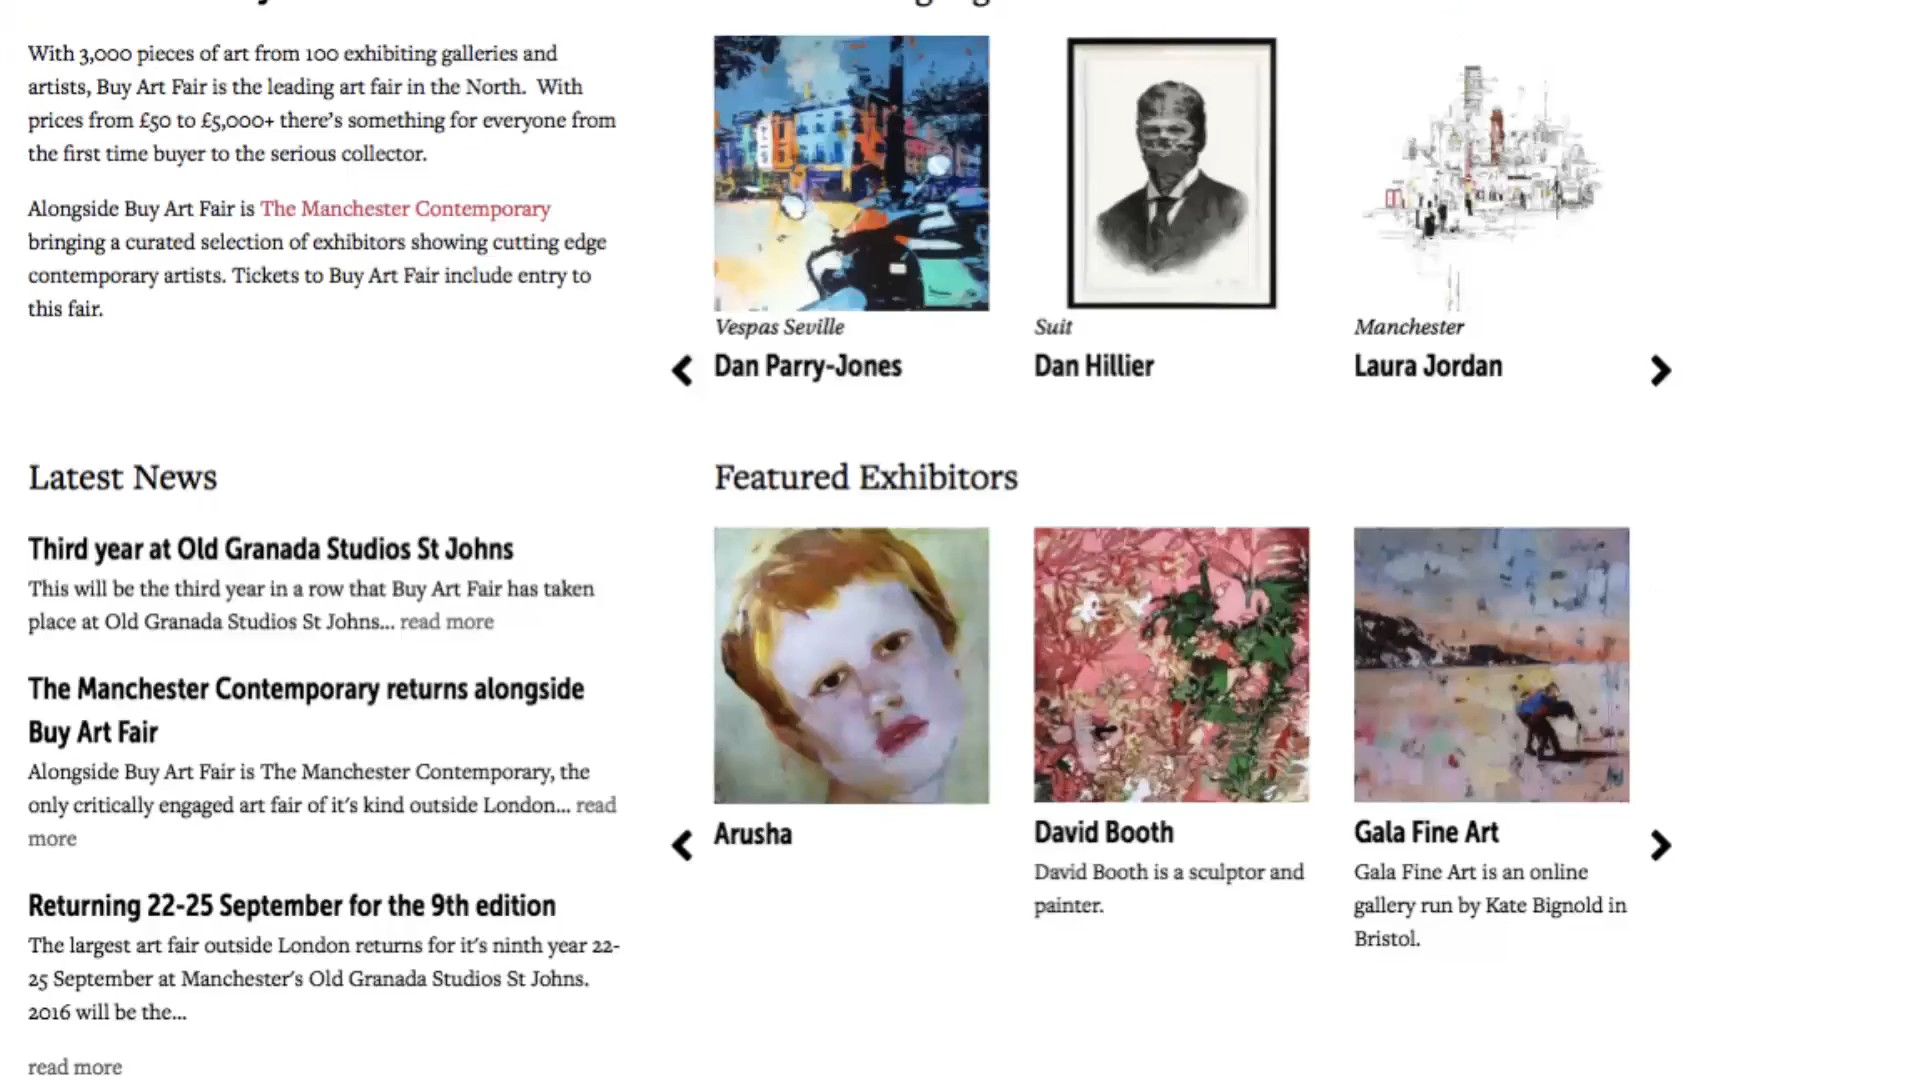 With 3,000 pieces of art from 100 exhibiting galleries and
artists, Buy Art Fair is the leading art fair in the North. With
prices from £50 to £5,000+ there's something for everyone from
the first time buyer to the serious collector.
Alongside Buy Art Fair is The Manchester Contemporary
bringing a curated selection of exhibitors showing cutting edge
contemporary artists. Tickets to Buy Art Fair include entry to
this fair.
Vespas Seville
Dan Parry-Jones
Suit
Dan Hillier
Manchester
Laura Jordan
Latest News
Third year at Old Granada Studios St Johns
This will be the third year in a row that Buy Art Fair has taken
place at Old Granada Studios St Johns... read more
The Manchester Contemporary returns alongside
Buy Art Fair
Alongside Buy Art Fair is The Manchester Contemporary, the
only critically engaged art fair of it's kind outside London... read
more
Returning 22-25 September for the 9th edition
The largest art fair outside London returns for it's ninth year 22-
25 September at Manchester's Old Granada Studios St Johns.
2016 will be the...
read more
Featured Exhibitors
Arusha
David Booth
David Booth is a sculptor and
painter.
Gala Fine Art
Gala Fine Art is an online
gallery run by Kate Bignold in
Bristol.